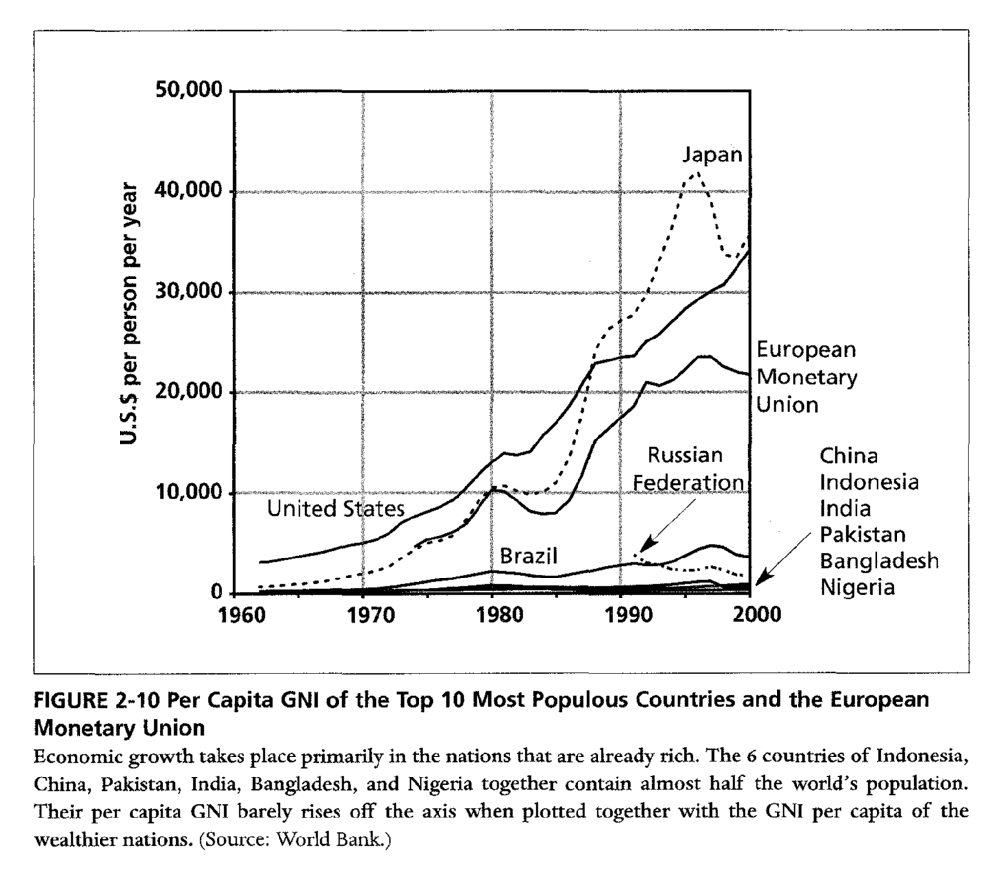 50,000
40,000
30,000
20,000
10,000
0
U.S.$ per person per year
1960 1970 1980 1990 2000
Japan
European
Monetary
Union
Russian
Federation
United States
Brazil
China
Indonesia
India
Pakistan
Bangladesh
Nigeria
FIGURE 2-10 Per Capita GNI of the Top 10 Most Populous Countries and the European
Monetary Union
Economic growth takes place primarily in the nations that are already rich. The 6 countries of Indonesia,
China, Pakistan, India, Bangladesh, and Nigeria together contain almost half the world's population.
Their per capita GNI barely rises off the axis when plotted together with the GNI per capita of the
wealthier nations. (Source: World Bank.)